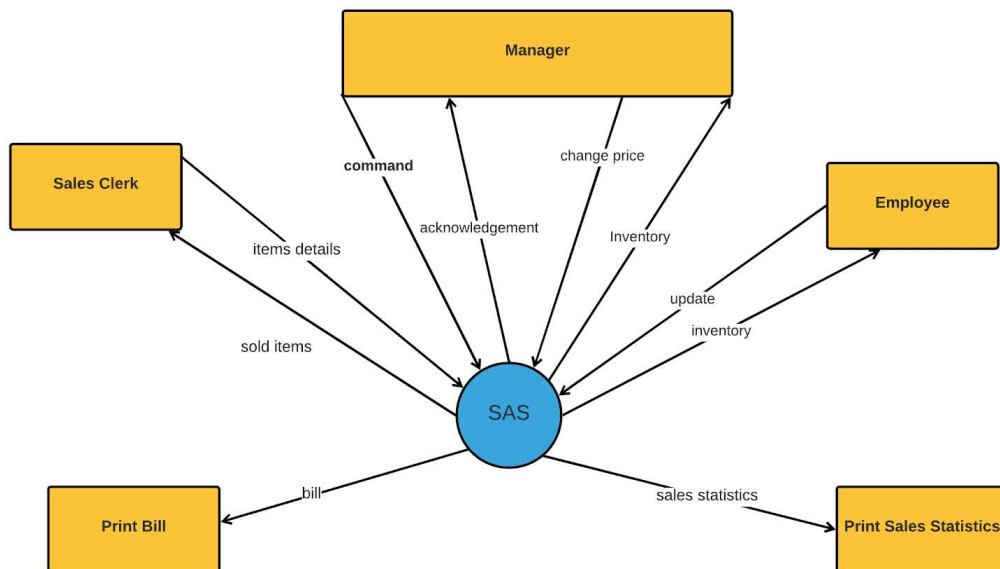 Manager
command
change price
Sales Clerk
Employee
acknowledgement
Inventory
items details
update
inventory
sold items
SAS
bill
sales statistics
Print Bill
Print Sales Statistics